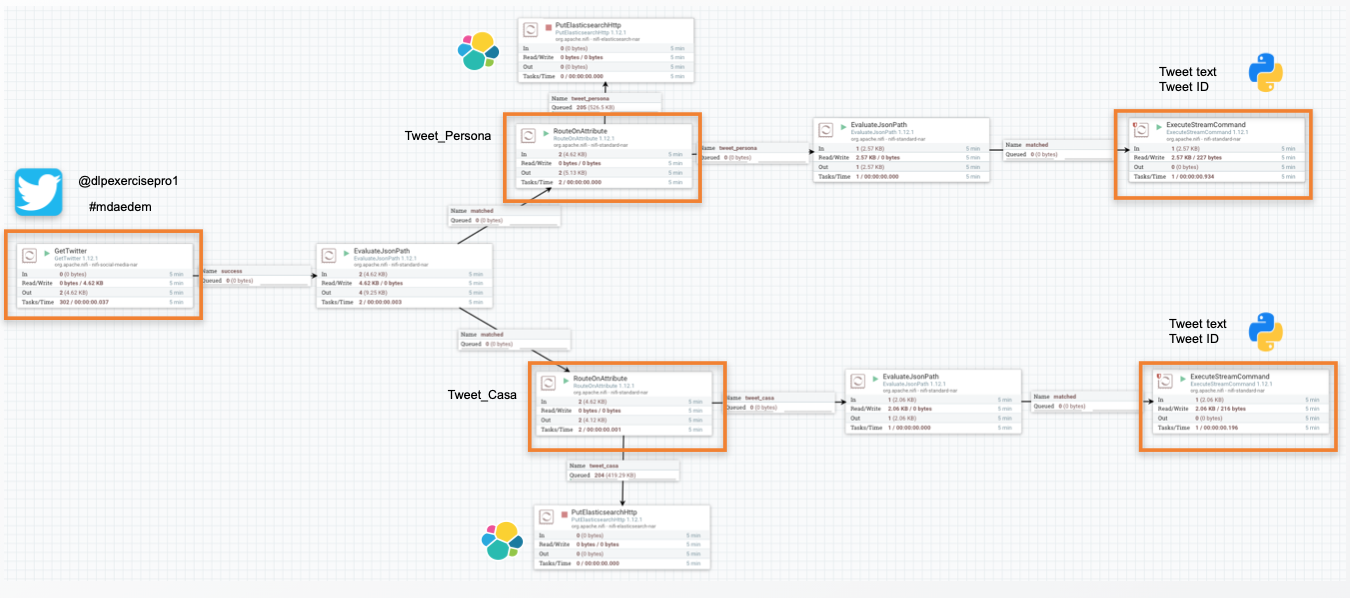 PutElasticsearchHttp
PutElasticsearchHttp 1.12.1
org.apache.nifi - nifi-elasticsearch-nar
In 0 (0 bytes) 5 min
Read/Write 0 bytes / 0 bytes 5 min
Out 0 (0 bytes) 5 min
Tasks/Time 0 / 00:00:00.000 5 min
Name tweet_persona
Queued 205 (526.5 KB)
Tweet_Persona
RouteOnAttribute
RouteOnAttribute 1.12.1
org.apache.nifi - nifi-standard-nar
In 2 (4.62 KB) 5 min
Read/Write 0 bytes / 0 bytes 5 min
Out 2 (5.13 KB) 5 min
Tasks/Time 2 / 00:00:00.000 5 min
Name tweet_persona
Queued 0 (0 bytes)
EvaluateJsonPath
EvaluateJsonPath 1.12.1
org.apache.nifi - nifi-standard-nar
In 1 (2.57 KB) 5 min
Read/Write 2.57 KB / 0 bytes 5 min
Out 1 (2.57 KB) 5 min
Tasks/Time 1 / 00:00:00.000 5 min
Name matched
Queued 0 (0 bytes)
Tweet text
Tweet ID
ExecuteStreamCommand
ExecuteStreamCommand 1.12.1
org.apache.nifi - nifi-standard-nar
In 1 (2.57 KB) 5 min
Read/Write 2.57 KB / 227 bytes 5 min
Out 0 (0 bytes) 5 min
Tasks/Time 1 / 00:00:00.934 5 min
@dlpexercisepro1
#mdaedem
GetTwitter
GetTwitter 1.12.1
org.apache.nifi - nifi-social-media-nar
In 0 (0 bytes) 5 min
Read/Write 0 bytes / 4.62 KB 5 min
Out 2 (4.62 KB) 5 min
Tasks/Time 302 / 00:00:00.037 5 min
Name success
Queued 0 (0 bytes)
EvaluateJsonPath
EvaluateJsonPath 1.12.1
org.apache.nifi - nifi-standard-nar
In 2 (4.62 KB) 5 min
Read/Write 4.62 KB / 0 bytes 5 min
Out 4 (9.25 KB) 5 min
Tasks/Time 2 / 00:00:00.003 5 min
Name matched
Queued 0 (0 bytes)
Name matched
Queued 0 (0 bytes)
Tweet_Casa
RouteOnAttribute
RouteOnAttribute 1.12.1
org.apache.nifi - nifi-standard-nar
In 2 (4.62 KB) 5 min
Read/Write 0 bytes / 0 bytes 5 min
Out 2 (4.12 KB) 5 min
Tasks/Time 2 / 00:00:00.001 5 min
Name tweet_casa
Queued 0 (0 bytes)
EvaluateJsonPath
EvaluateJsonPath 1.12.1
org.apache.nifi - nifi-standard-nar
In 1 (2.06 KB) 5 min
Read/Write 2.06 KB / 0 bytes 5 min
Out 1 (2.06 KB) 5 min
Tasks/Time 1 / 00:00:00.000 5 min
Name matched
Queued 0 (0 bytes)
Tweet text
Tweet ID
ExecuteStreamCommand
ExecuteStreamCommand 1.12.1
org.apache.nifi - nifi-standard-nar
In 1 (2.06 KB) 5 min
Read/Write 2.06 KB / 216 bytes 5 min
Out 0 (0 bytes) 5 min
Tasks/Time 1 / 00:00:00.196 5 min
Name tweet_casa
Queued 204 (419.29 KB)
PutElasticsearchHttp
PutElasticsearchHttp 1.12.1
org.apache.nifi - nifi-elasticsearch-nar
In 0 (0 bytes) 5 min
Read/Write 0 bytes / 0 bytes 5 min
Out 0 (0 bytes) 5 min
Tasks/Time 0 / 00:00:00.000 5 min